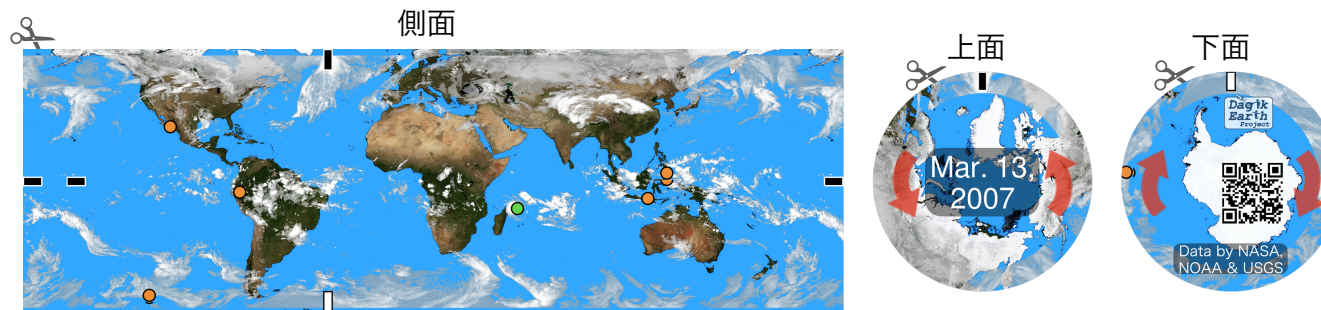 側面
上面
下面
Mar. 13,
2007
Dagik
Earth
Project
Data by NASA,
NOAA & USGS